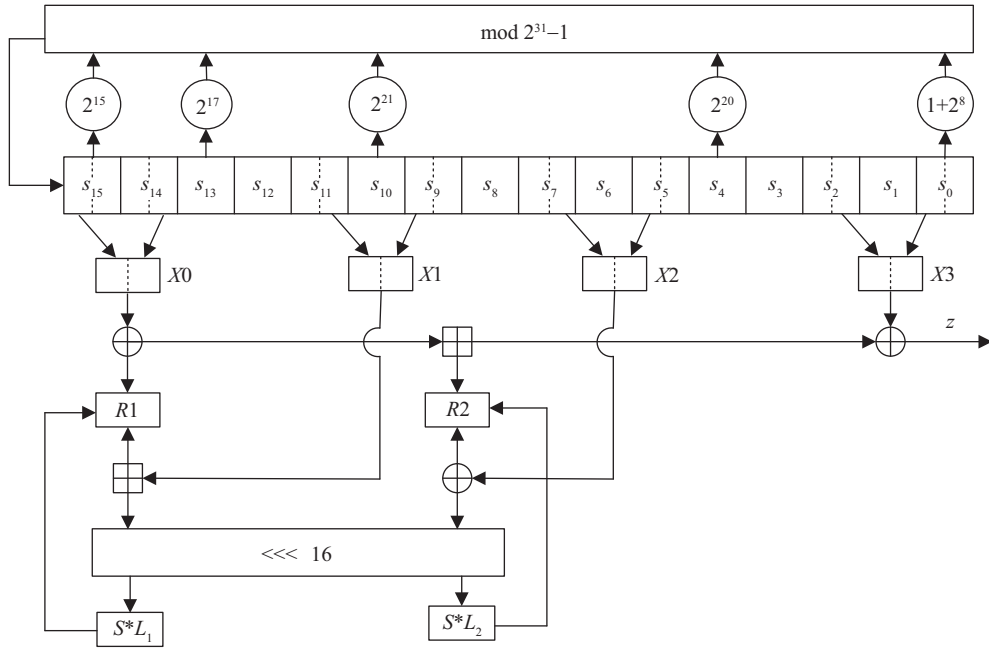 mod 2³¹−1
2¹⁵ 2¹⁷ 2²¹ 2²⁰ 1+2⁸
s₁₅ s₁₄ s₁₃ s₁₂ s₁₁ s₁₀ s₉ s₈ s₇ s₆ s₅ s₄ s₃ s₂ s₁ s₀
X0 X1 X2 X3
z
R1 R2
<<< 16
S*L₁ S*L₂